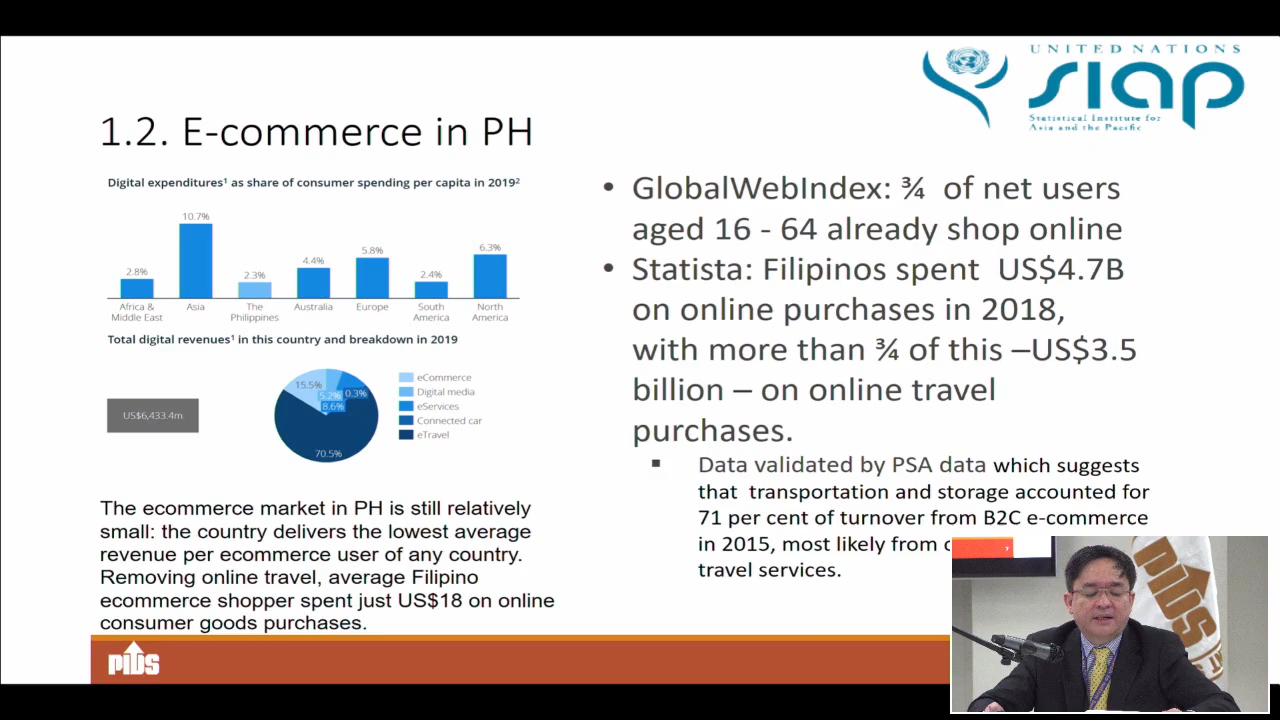 UNITED NATIONS
SIAP
Statistical Institute for
Asia and the Pacific
1.2. E-commerce in PH
Digital expenditures¹ as share of consumer spending per capita in 2019²
10.7%
6.3%
5.8%
4.4%
2.8%
2.3%
2.4%
Africa & Middle East
Asia
The Philippines
Australia
Europe
South America
North America
Total digital revenues¹ in this country and breakdown in 2019
US$6,433.4m
15.5%
5.2%
0.3%
8.6%
70.5%
eCommerce
Digital media
eServices
Connected car
eTravel
The ecommerce market in PH is still relatively
small: the country delivers the lowest average
revenue per ecommerce user of any country.
Removing online travel, average Filipino
ecommerce shopper spent just US$18 on online
consumer goods purchases.
• GlobalWebIndex: ¾ of net users
aged 16 - 64 already shop online
• Statista: Filipinos spent US$4.7B
on online purchases in 2018,
with more than ¾ of this –US$3.5
billion – on online travel
purchases.
▪ Data validated by PSA data which suggests
that transportation and storage accounted for
71 per cent of turnover from B2C e-commerce
in 2015, most likely from
travel services.
PIDS
PIDS